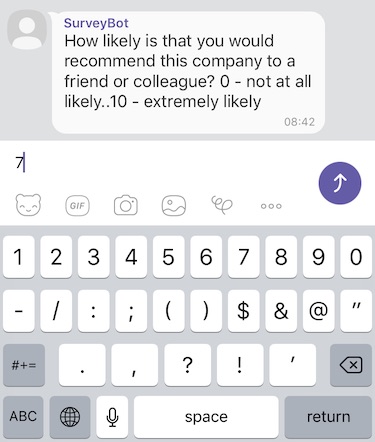 SurveyBot
How likely is that you would
recommend this company to a
friend or colleague? 0 - not at all
likely..10 - extremely likely
08:42
7
GIF
1 2 3 4 5 6 7 8 9 0
- / : ; ( ) $ & @ "
#+= . , ? ! ' 
ABC space return